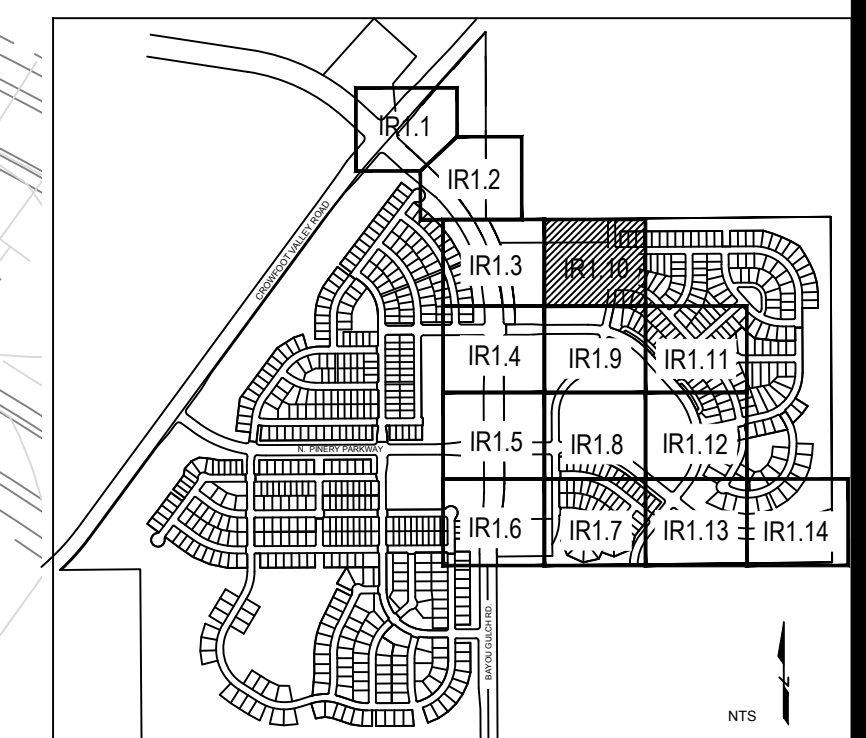 IR1.1
IR1.2
CROWFOOT VALLEY ROAD
IR1.3
IR1.10
IR1.4
IR1.9
IR1.11
IR1.5
IR1.8
IR1.12
N. PINERY PARKWAY
IR1.6
IR1.7
IR1.13
IR1.14
BAYOU GULCH RD.
Z
NTS